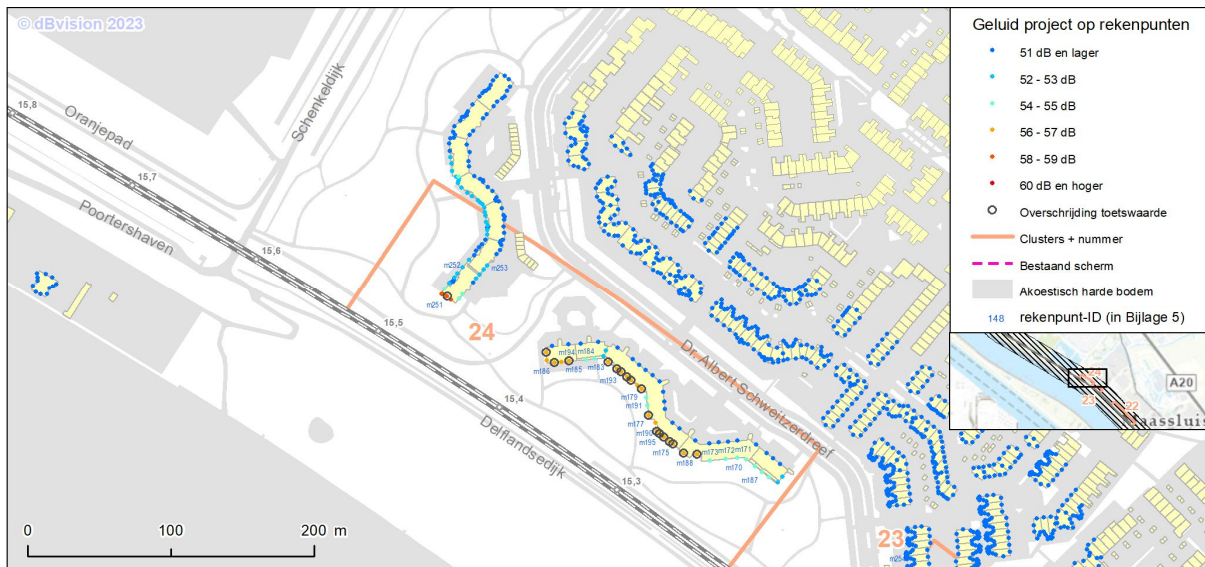 © dBvision 2023
15,8
Oranjepad
Schenkeldijk
15,7
Poortershaven
15,6
m252
m253
m251
15,5
24
m194
m184
m186
m185
m183
m193
m179
m191
m177
m190
m195
m175
m188
m173
m172
m171
m170
m187
Dr. Albert Schweitzerdreef
15,4
Delflandsedijk
15,3
23
0
100
200 m
Geluid project op rekenpunten
51 dB en lager
52 - 53 dB
54 - 55 dB
56 - 57 dB
58 - 59 dB
60 dB en hoger
Overschrijding toetswaarde
Clusters + nummer
Bestaand scherm
Akoestisch harde bodem
148 rekenpunt-ID (in Bijlage 5)
A20
23
22
aassluis